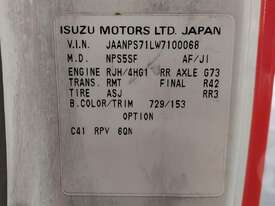 ISUZU MOTORS LTD. JAPAN
V.I.N. JAANPS71LW7100068
M.D. NPS55F AF/J1
ENGINE RJH/4HG1 RR AXLE G73
TRANS. RMT FINAL R42
TIRE ASJ RR3
B.COLOR/TRIM 729/153
OPTION
C41 RPV 6QN